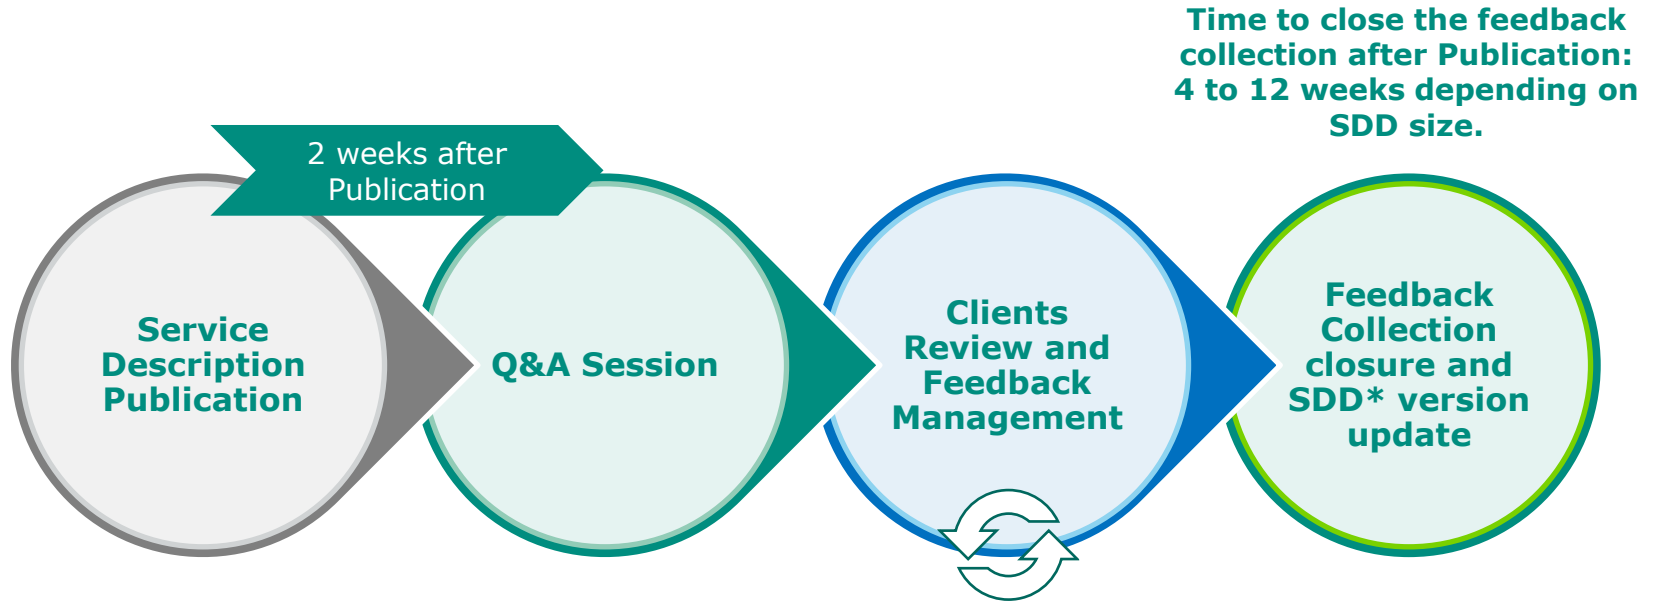 Time to close the feedback
collection after Publication:
4 to 12 weeks depending on
SDD size.
2 weeks after
Publication
Service
Description
Publication
Q&A Session
Clients
Review and
Feedback
Management
Feedback
Collection
closure and
SDD* version
update